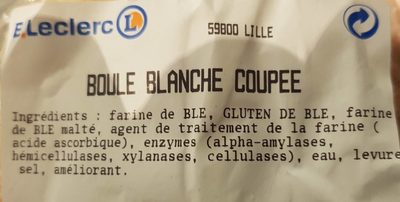 E.Leclerc L
59800 LILLE
BOULE BLANCHE COUPEE
Ingrédients : farine de BLE, GLUTEN DE BLE, farine
de BLE malté, agent de traitement de la farine (
acide ascorbique), enzymes (alpha-amylases,
hémicellulases, xylanases, cellulases), eau, levure
sel, améliorant.